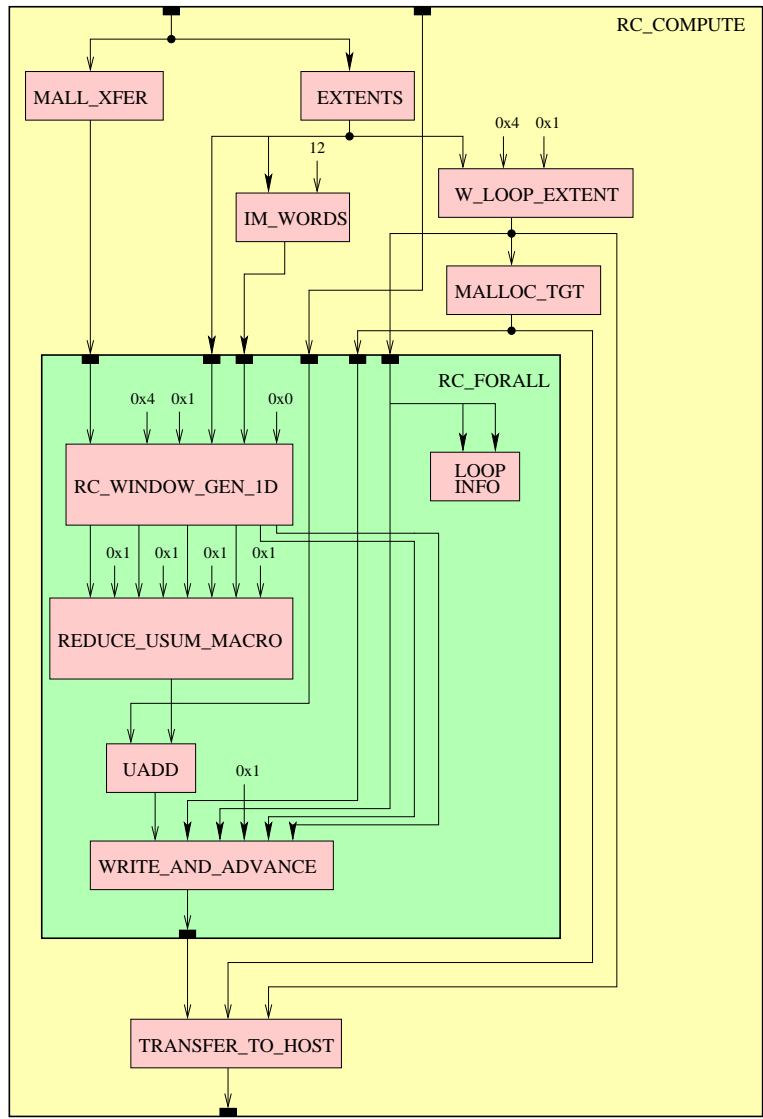 RC_COMPUTE
MALL_XFER
EXTENTS
0x4
0x1
12
W_LOOP_EXTENT
IM_WORDS
MALLOC_TGT
RC_FORALL
0x4
0x1
0x0
RC_WINDOW_GEN_1D
LOOP
INFO
0x1
0x1
0x1
0x1
REDUCE_USUM_MACRO
UADD
0x1
WRITE_AND_ADVANCE
TRANSFER_TO_HOST